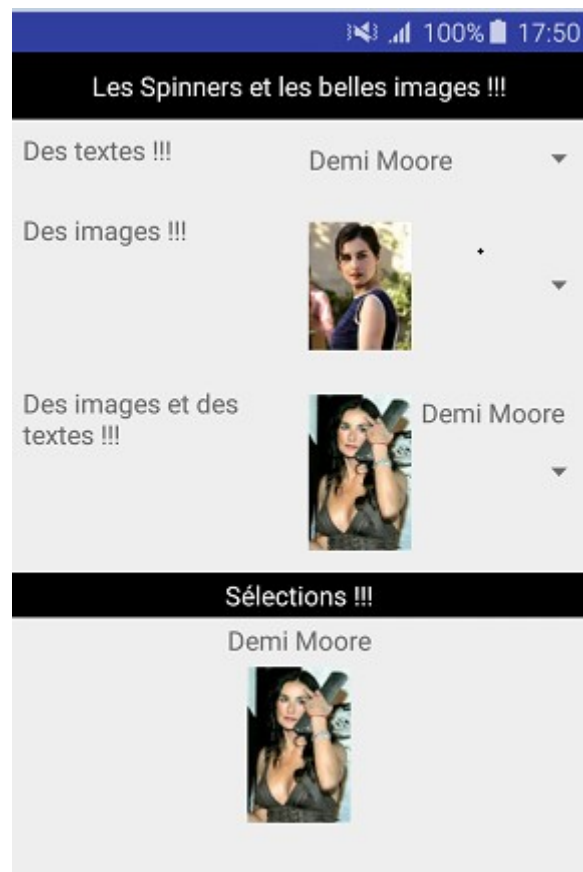 100% 17:50
Les Spinners et les belles images !!!
Des textes !!!
Demi Moore
Des images !!!
Des images et des
textes !!!
Demi Moore
Sélections !!!
Demi Moore